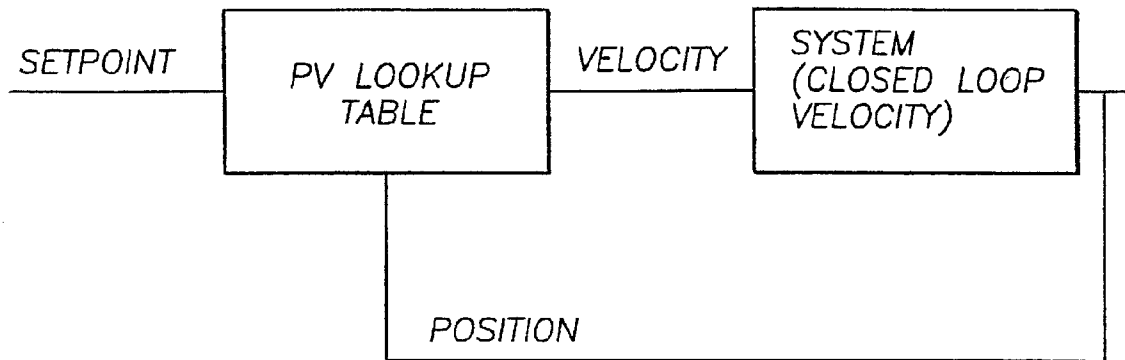 SETPOINT
PV LOOKUP
TABLE
VELOCITY
SYSTEM
(CLOSED LOOP
VELOCITY)
POSITION